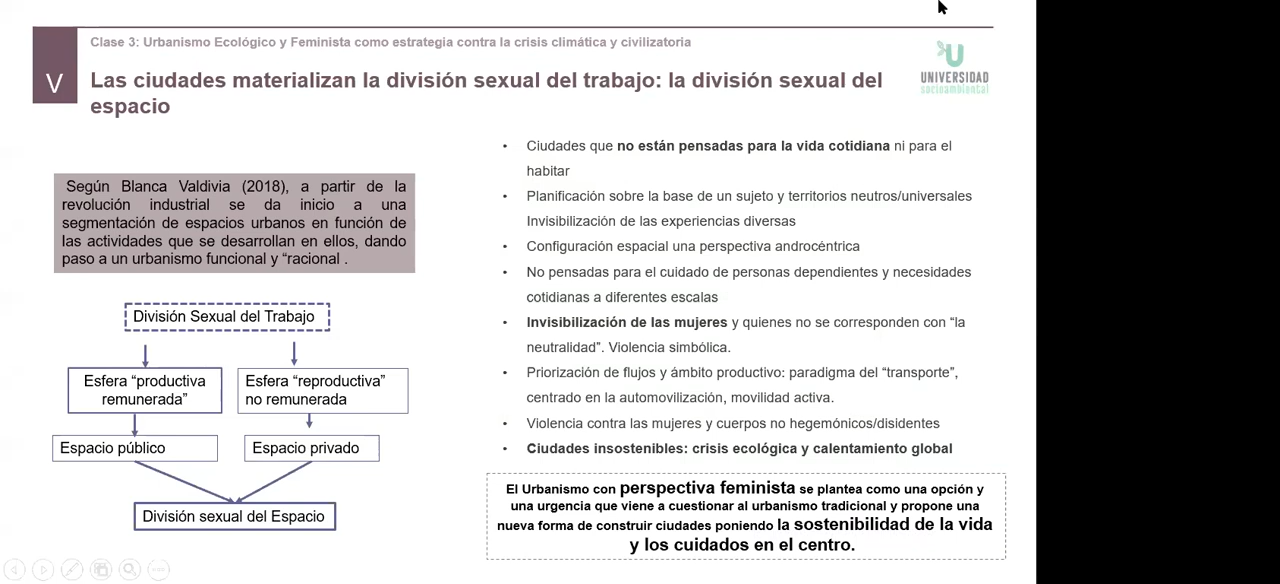 Clase 3: Urbanismo Ecológico y Feminista como estrategia contra la crisis climática y civilizatoria
V
Las ciudades materializan la división sexual del trabajo: la división sexual del
espacio
U
UNIVERSIDAD
socioambiental
Según Blanca Valdivia (2018), a partir de la
revolución industrial se da inicio a una
segmentación de espacios urbanos en función de
las actividades que se desarrollan en ellos, dando
paso a un urbanismo funcional y “racional .
División Sexual del Trabajo
Esfera “productiva
remunerada”
Esfera “reproductiva”
no remunerada
Espacio público
Espacio privado
División sexual del Espacio
• Ciudades que no están pensadas para la vida cotidiana ni para el
habitar
• Planificación sobre la base de un sujeto y territorios neutros/universales
Invisibilización de las experiencias diversas
• Configuración espacial una perspectiva androcéntrica
• No pensadas para el cuidado de personas dependientes y necesidades
cotidianas a diferentes escalas
• Invisibilización de las mujeres y quienes no se corresponden con “la
neutralidad”. Violencia simbólica.
• Priorización de flujos y ámbito productivo: paradigma del “transporte”,
centrado en la automovilización, movilidad activa.
• Violencia contra las mujeres y cuerpos no hegemónicos/disidentes
• Ciudades insostenibles: crisis ecológica y calentamiento global
El Urbanismo con perspectiva feminista se plantea como una opción y
una urgencia que viene a cuestionar al urbanismo tradicional y propone una
nueva forma de construir ciudades poniendo la sostenibilidad de la vida
y los cuidados en el centro.